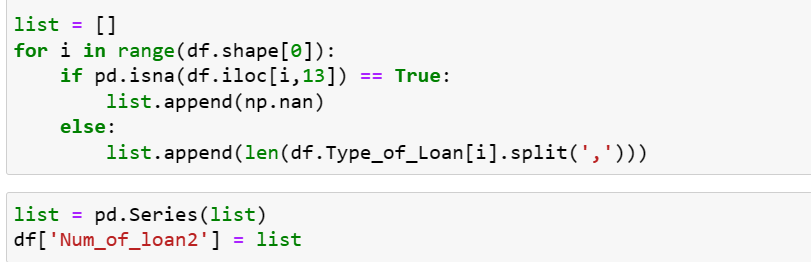 list = []
for i in range(df.shape[0]):
    if pd.isna(df.iloc[i,13]) == True:
        list.append(np.nan)
    else:
        list.append(len(df.Type_of_Loan[i].split(',')))
list = pd.Series(list)
df['Num_of_loan2'] = list